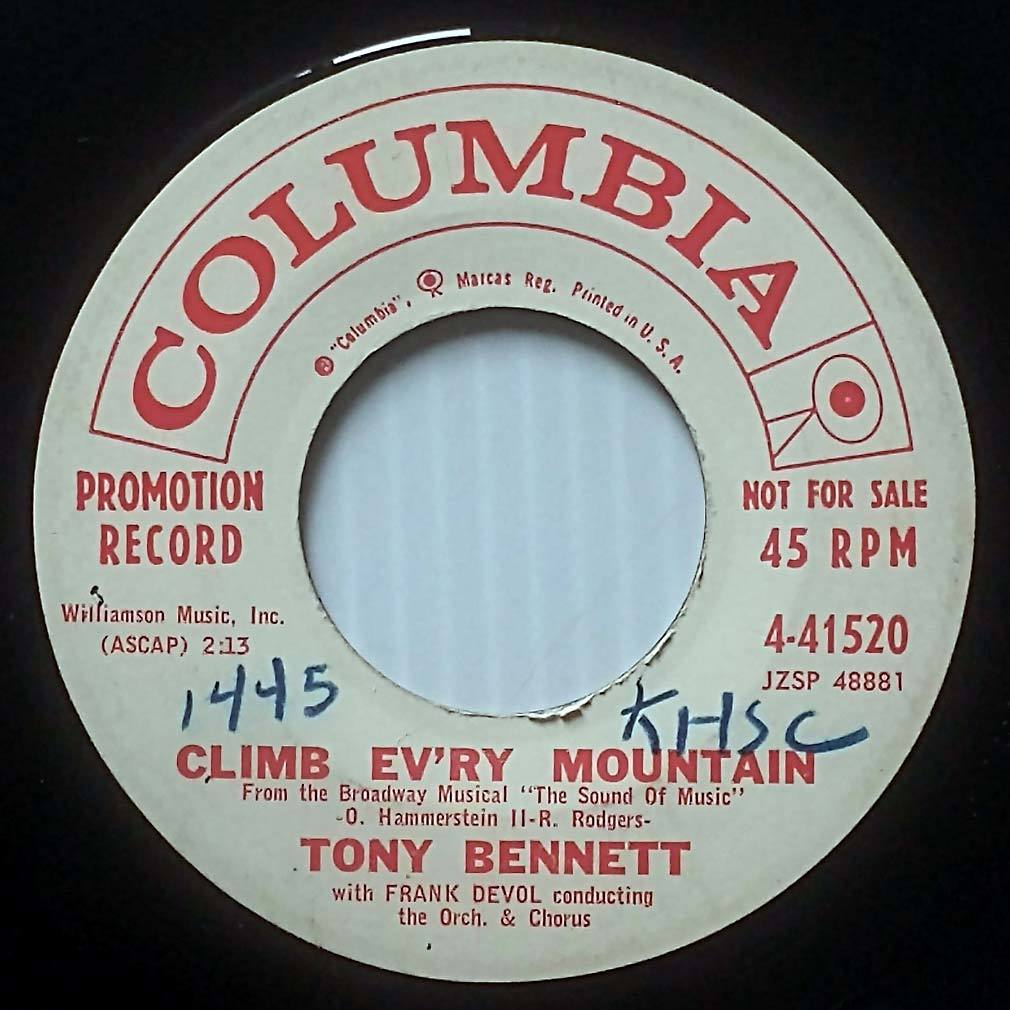 COLUMBIA
® "Columbia", Marcas Reg. Printed in U.S.A.
PROMOTION
RECORD
NOT FOR SALE
45 RPM
Williamson Music, Inc.
(ASCAP) 2:13
4-41520
JZSP 48881
1445
KHSC
CLIMB EV'RY MOUNTAIN
From the Broadway Musical "The Sound Of Music"
-O. Hammerstein II-R. Rodgers-
TONY BENNETT
with FRANK DEVOL conducting
the Orch. & Chorus